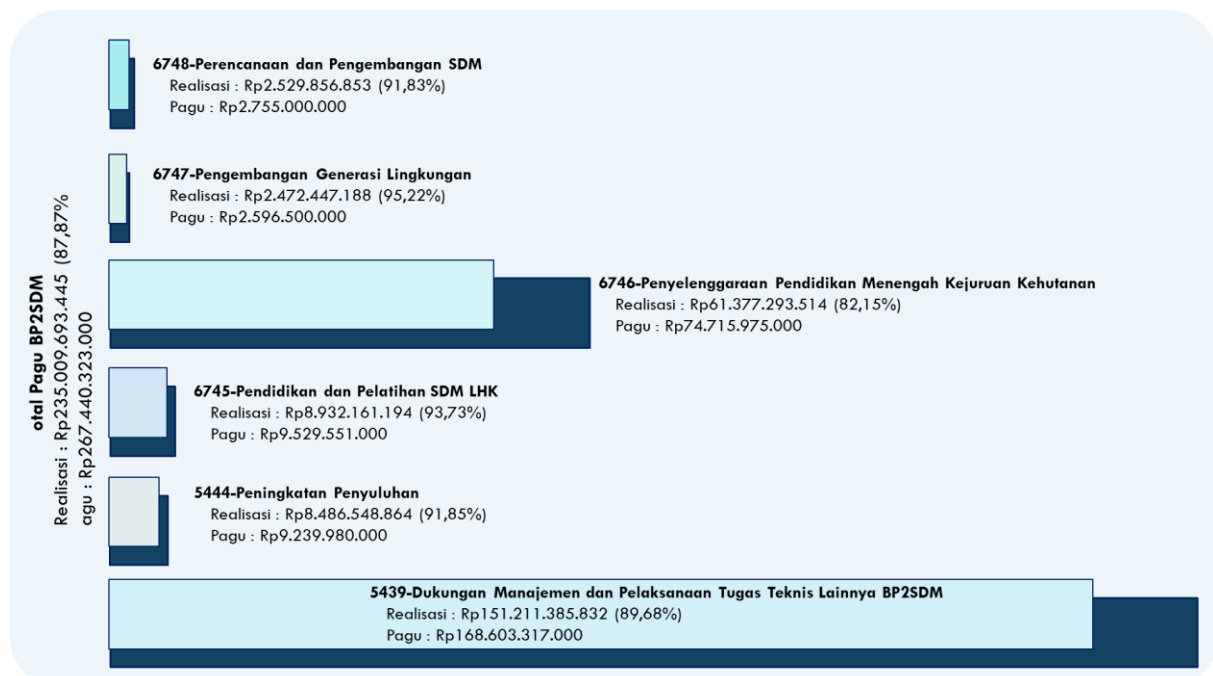 6748-Perencanaan dan Pengembangan SDM
Realisasi : Rp2.529.856.853 (91,83%)
Pagu : Rp2.755.000.000
6747-Pengembangan Generasi Lingkungan
Realisasi : Rp2.472.447.188 (95,22%)
Pagu : Rp2.596.500.000
6746-Penyelenggaraan Pendidikan Menengah Kejuruan Kehutanan
Realisasi : Rp61.377.293.514 (82,15%)
Pagu : Rp74.715.975.000
6745-Pendidikan dan Pelatihan SDM LHK
Realisasi : Rp8.932.161.194 (93,73%)
Pagu : Rp9.529.551.000
5444-Peningkatan Penyuluhan
Realisasi : Rp8.486.548.864 (91,85%)
Pagu : Rp9.239.980.000
5439-Dukungan Manajemen dan Pelaksanaan Tugas Teknis Lainnya BP2SDM
Realisasi : Rp151.211.385.832 (89,68%)
Pagu : Rp168.603.317.000
otal Pagu BP2SDM
Realisasi : Rp235.009.693.445 (87,87%
agu : Rp267.440.323.000